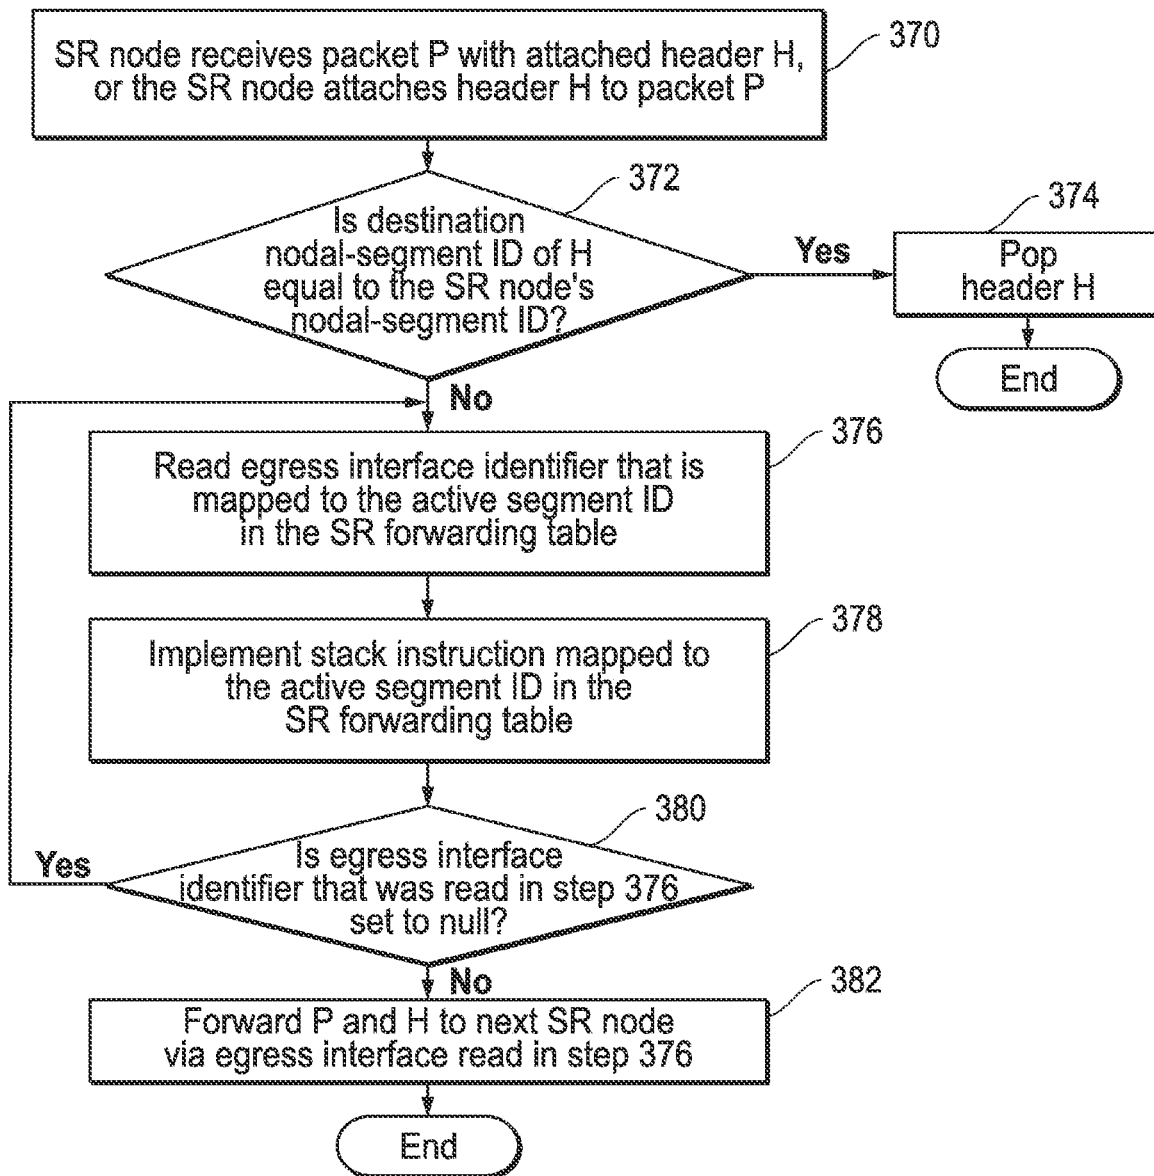 SR node receives packet P with attached header H,
or the SR node attaches header H to packet P
370
372
Is destination
nodal-segment ID of H
equal to the SR node's
nodal-segment ID?
Yes
374
Pop
header H
End
No
376
Read egress interface identifier that is
mapped to the active segment ID
in the SR forwarding table
378
Implement stack instruction mapped to
the active segment ID in the
SR forwarding table
380
Is egress interface
identifier that was read in step 376
set to null?
Yes
No
382
Forward P and H to next SR node
via egress interface read in step 376
End